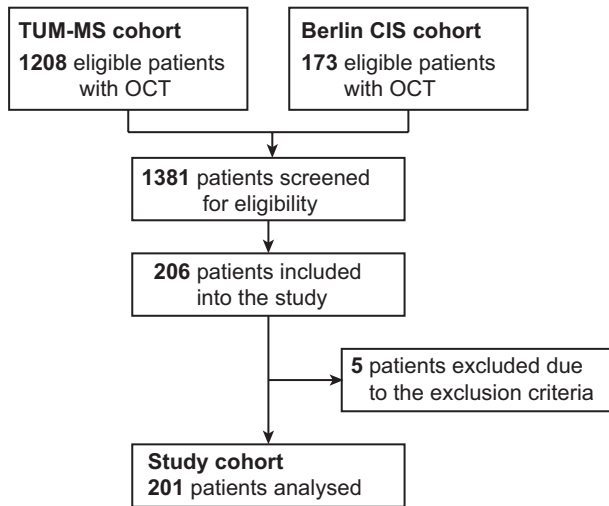 TUM-MS cohort
1208 eligible patients
with OCT
Berlin CIS cohort
173 eligible patients
with OCT
1381 patients screened
for eligibility
206 patients included
into the study
5 patients excluded due
to the exclusion criteria
Study cohort
201 patients analysed